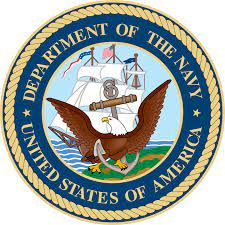 DEPARTMENT OF THE NAVY
UNITED STATES OF AMERICA